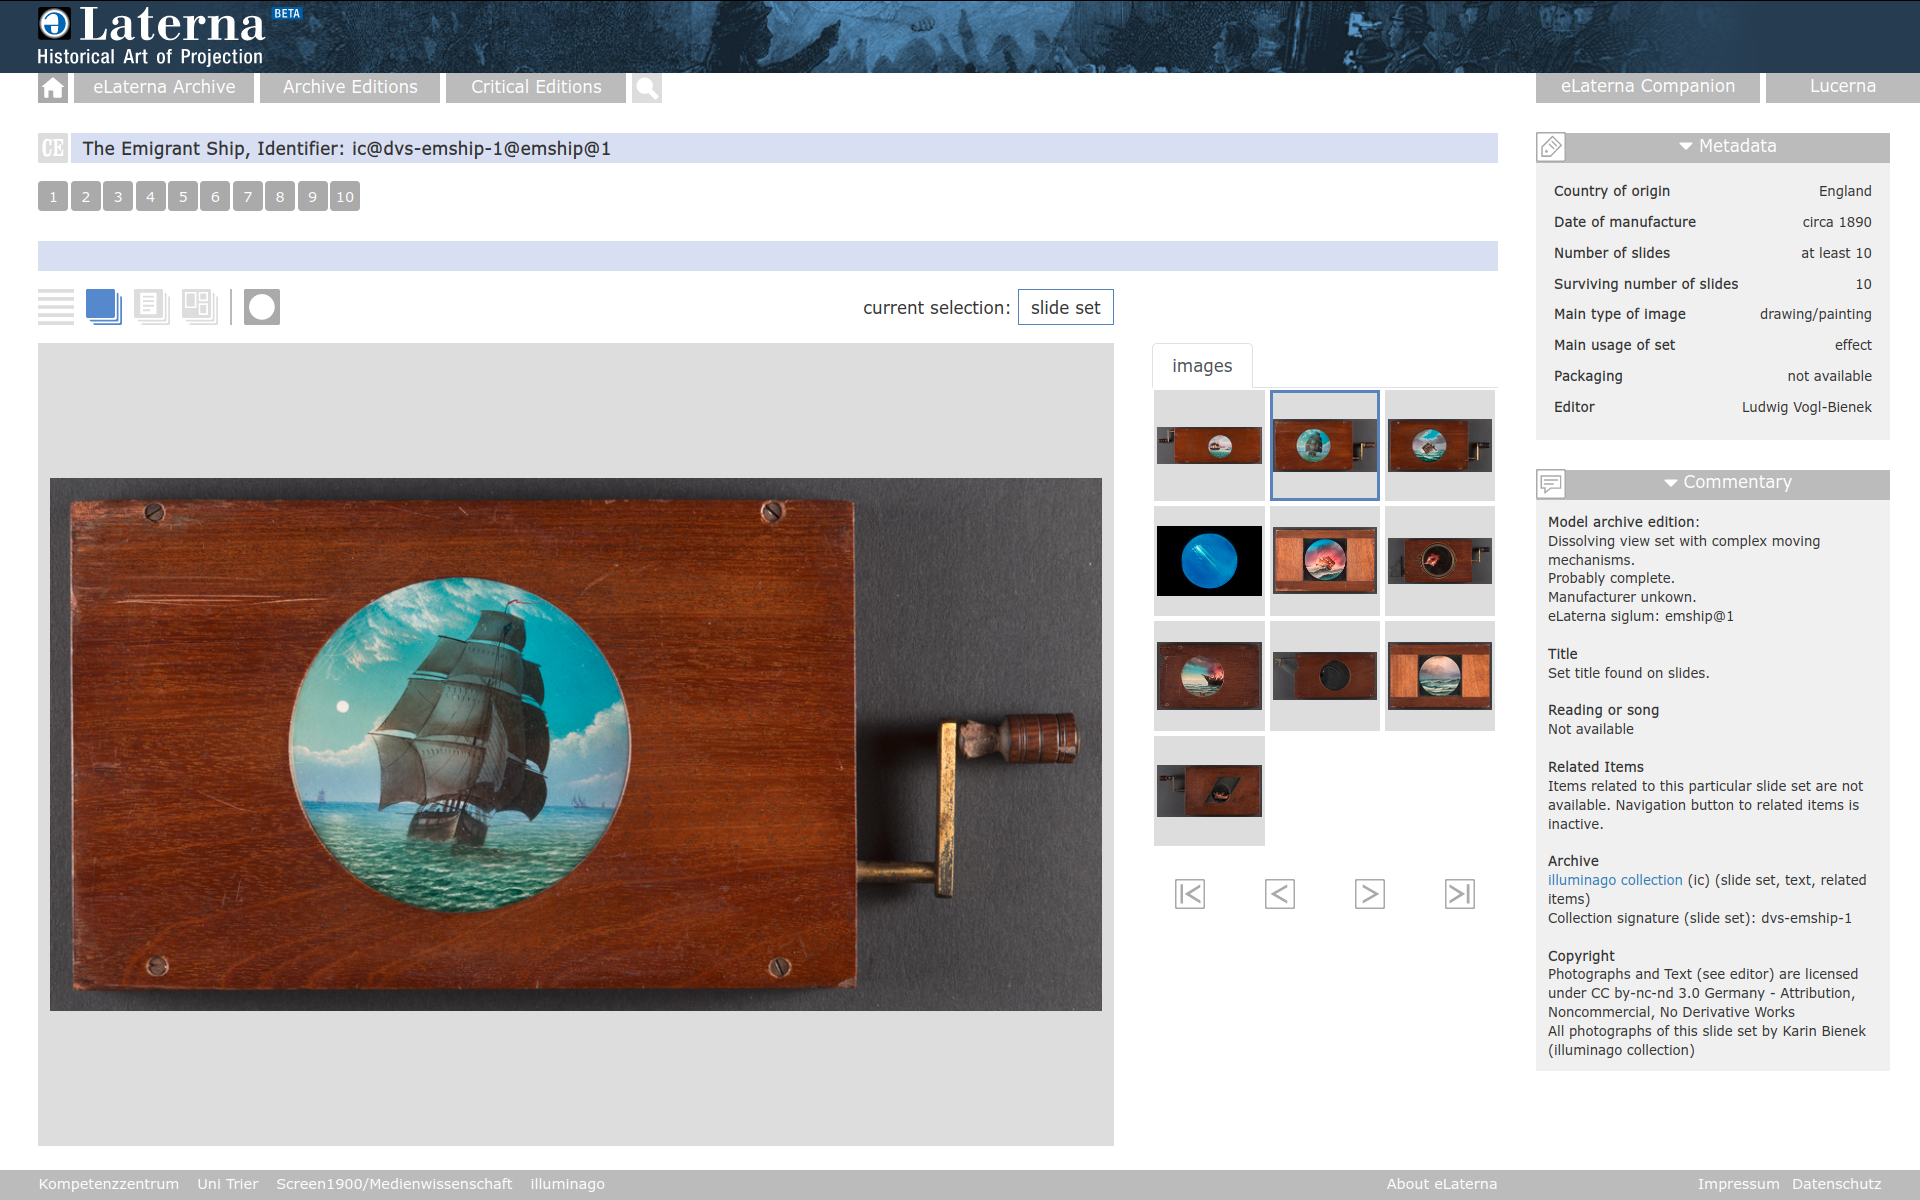 eLaterna BETA
Historical Art of Projection
eLaterna Archive
Archive Editions
Critical Editions
eLaterna Companion
Lucerna
CE
The Emigrant Ship, Identifier: ic@dvs-emship-1@emship@1
1 2 3 4 5 6 7 8 9 10
current selection: slide set
images
Metadata
Country of origin England
Date of manufacture circa 1890
Number of slides at least 10
Surviving number of slides 10
Main type of image drawing/painting
Main usage of set effect
Packaging not available
Editor Ludwig Vogl-Bienek
Commentary
Model archive edition:
Dissolving view set with complex moving
mechanisms.
Probably complete.
Manufacturer unkown.
eLaterna siglum: emship@1
Title
Set title found on slides.
Reading or song
Not available
Related Items
Items related to this particular slide set are not
available. Navigation button to related items is
inactive.
Archive
illuminago collection (ic) (slide set, text, related
items)
Collection signature (slide set): dvs-emship-1
Copyright
Photographs and Text (see editor) are licensed
under CC by-nc-nd 3.0 Germany - Attribution,
Noncommercial, No Derivative Works
All photographs of this slide set by Karin Bienek
(illuminago collection)
Kompetenzzentrum Uni Trier Screen1900/Medienwissenschaft illuminago About eLaterna Impressum Datenschutz